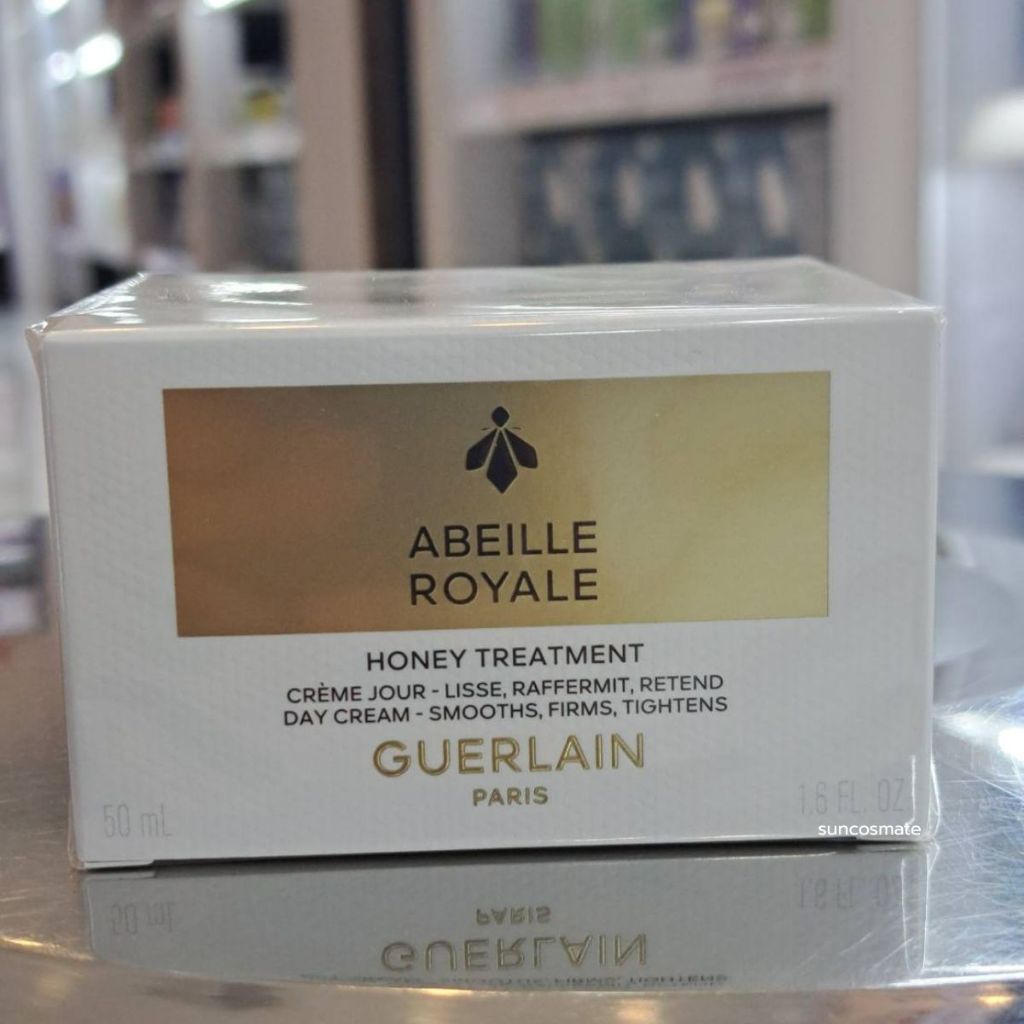 ABEILLE
ROYALE
HONEY TREATMENT
CRÈME JOUR - LISSE, RAFFERMIT, RETEND
DAY CREAM - SMOOTHS, FIRMS, TIGHTENS
GUERLAIN
PARIS
50 mL
1.6 FL. OZ
suncosmate